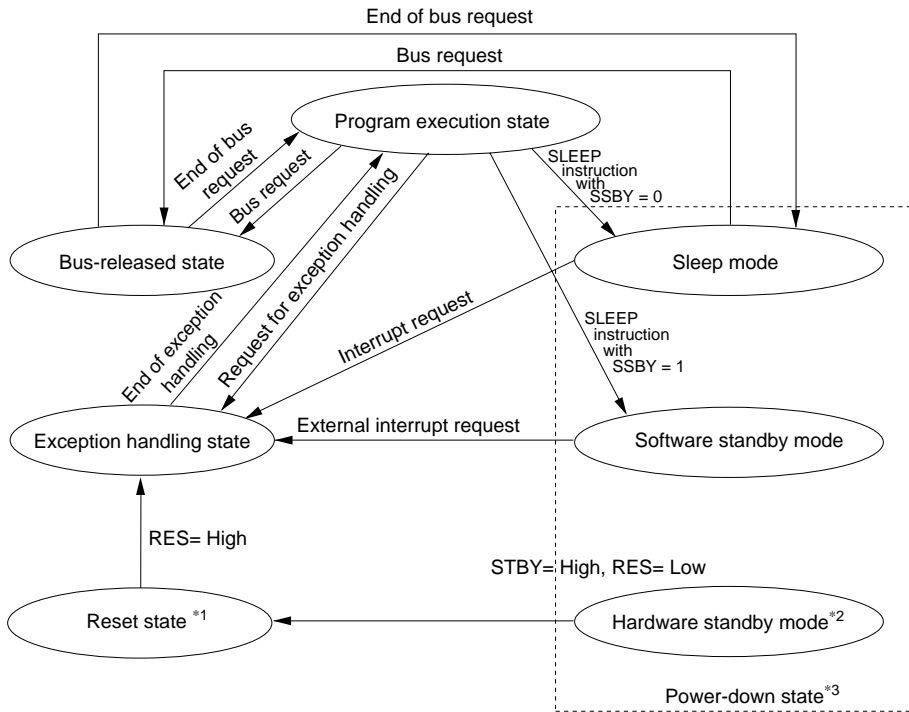 End of bus request
Bus request
Program execution state
End of bus
request
Bus request
SLEEP
instruction
with
SSBY = 0
Bus-released state
Sleep mode
End of exception
handling
Request for exception handling
Interrupt request
SLEEP
instruction
with
SSBY = 1
Exception handling state
External interrupt request
Software standby mode
RES= High
STBY= High, RES= Low
Reset state *1
Hardware standby mode*2
Power-down state*3